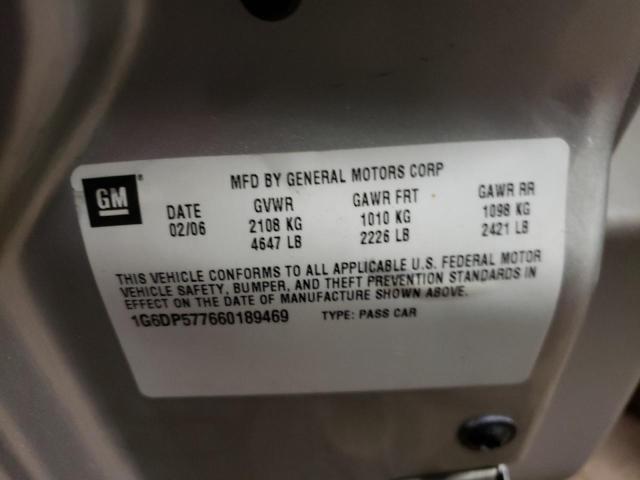 GM ®
MFD BY GENERAL MOTORS CORP
DATE GVWR GAWR FRT GAWR RR
02/06 2108 KG 1010 KG 1098 KG
4647 LB 2226 LB 2421 LB
THIS VEHICLE CONFORMS TO ALL APPLICABLE U.S. FEDERAL MOTOR
VEHICLE SAFETY, BUMPER, AND THEFT PREVENTION STANDARDS IN
EFFECT ON THE DATE OF MANUFACTURE SHOWN ABOVE.
1G6DP577660189469 TYPE: PASS CAR